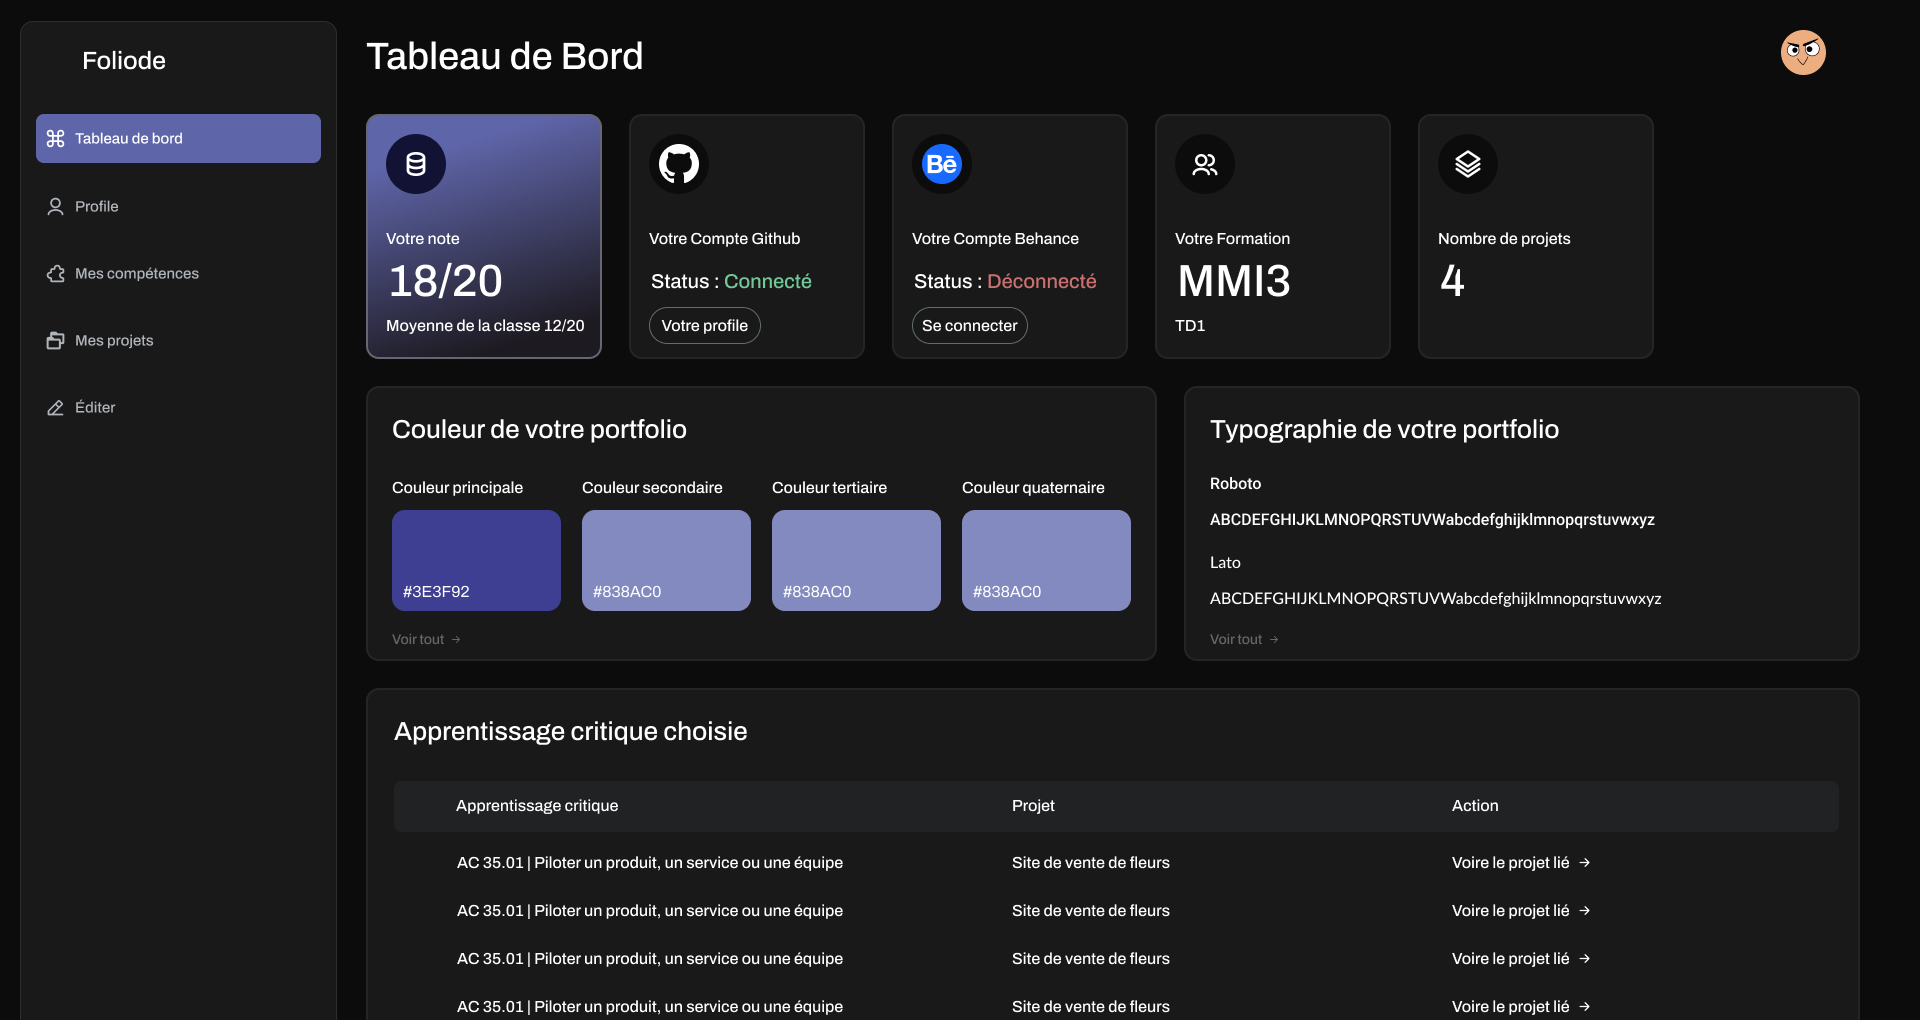 Foliode
Tableau de bord
Profile
Mes compétences
Mes projets
Éditer
Tableau de Bord
Votre note
18/20
Moyenne de la classe 12/20
Votre Compte Github
Status : Connecté
Votre profile
Bē
Votre Compte Behance
Status : Déconnecté
Se connecter
Votre Formation
MMI3
TD1
Nombre de projets
4
Couleur de votre portfolio
Couleur principale
#3E3F92
Couleur secondaire
#838AC0
Couleur tertiaire
#838AC0
Couleur quaternaire
#838AC0
Voir tout →
Typographie de votre portfolio
Roboto
ABCDEFGHIJKLMNOPQRSTUVWabcdefghijklmnopqrstuvwxyz
Lato
ABCDEFGHIJKLMNOPQRSTUVWabcdefghijklmnopqrstuvwxyz
Voir tout →
Apprentissage critique choisie
Apprentissage critique Projet Action
AC 35.01 | Piloter un produit, un service ou une équipe Site de vente de fleurs Voire le projet lié →
AC 35.01 | Piloter un produit, un service ou une équipe Site de vente de fleurs Voire le projet lié →
AC 35.01 | Piloter un produit, un service ou une équipe Site de vente de fleurs Voire le projet lié →
AC 35.01 | Piloter un produit, un service ou une équipe Site de vente de fleurs Voire le projet lié →